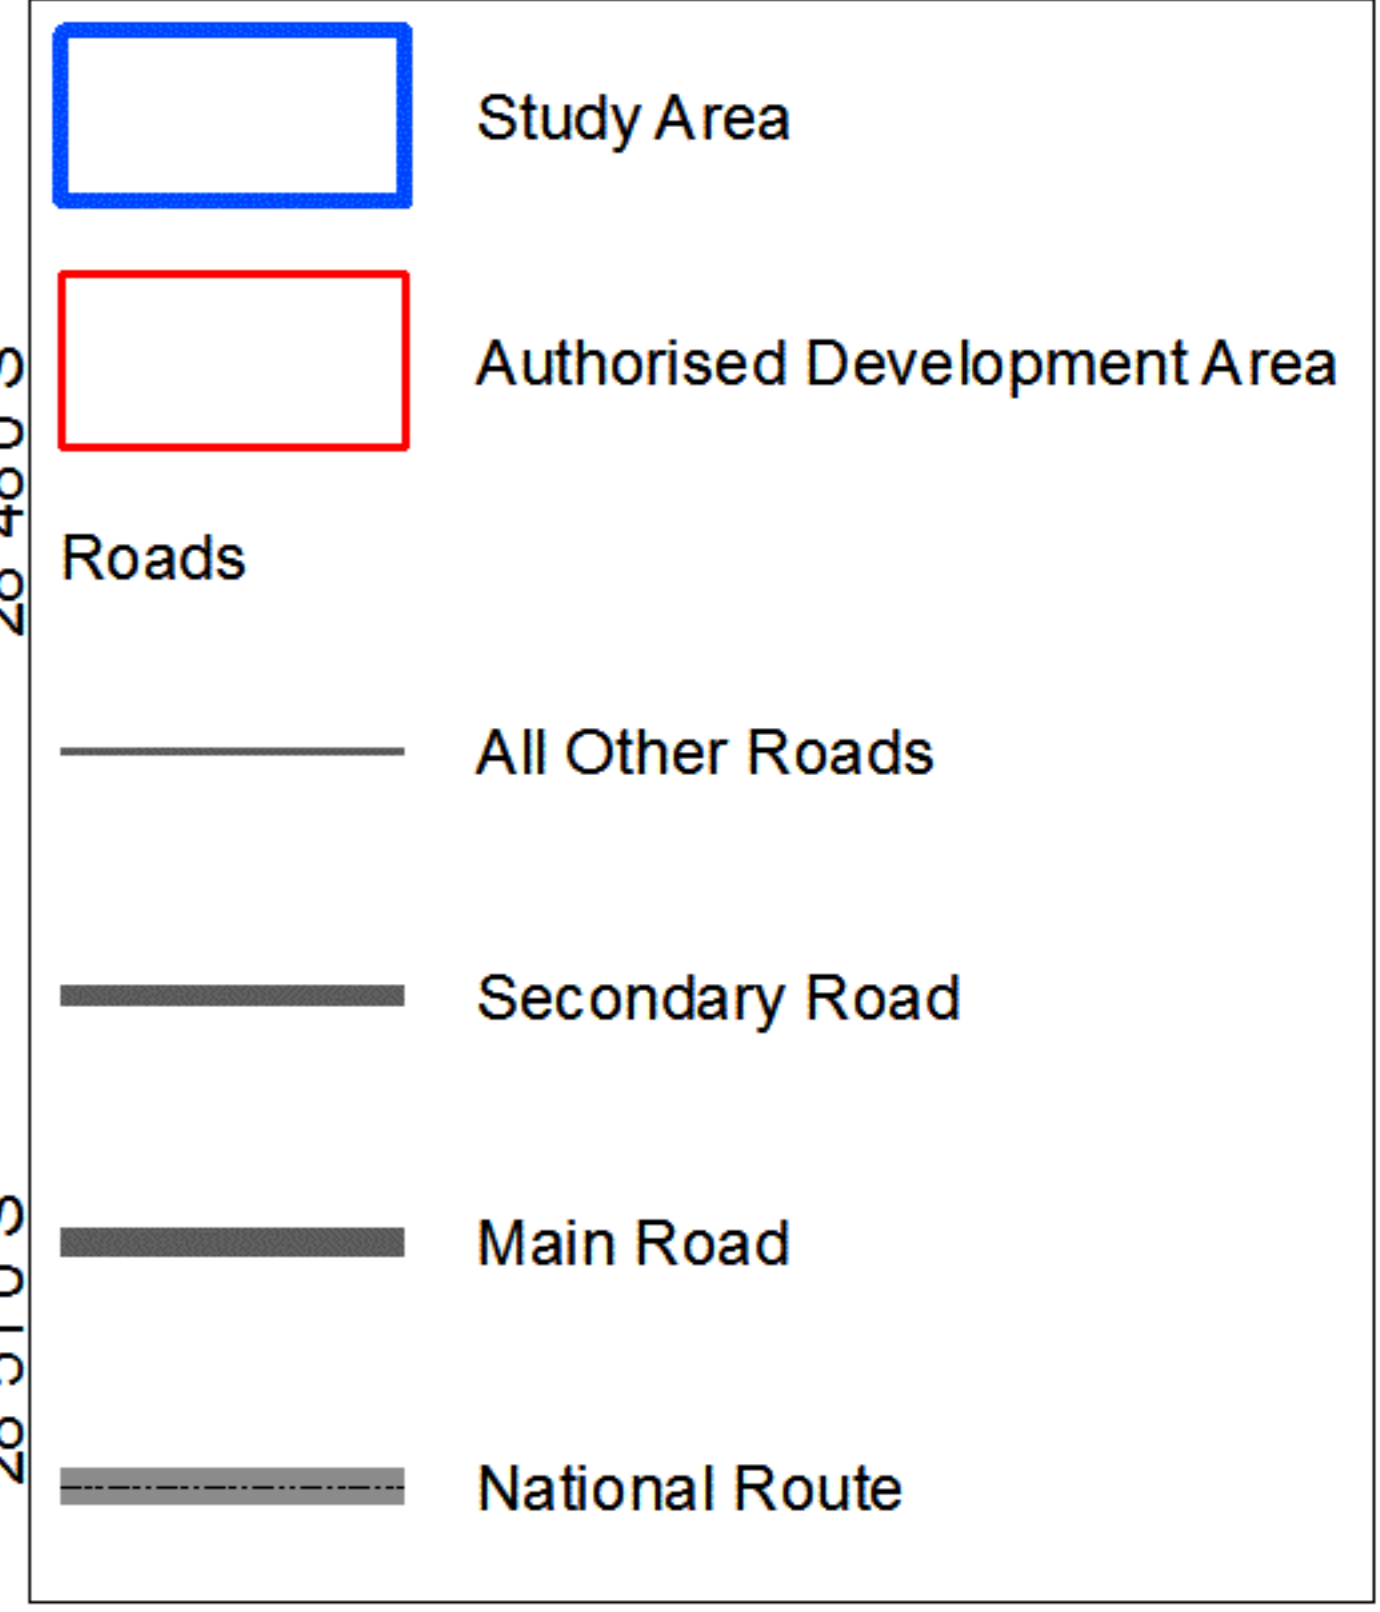 Study Area
Authorised Development Area
Roads
All Other Roads
Secondary Road
Main Road
National Route